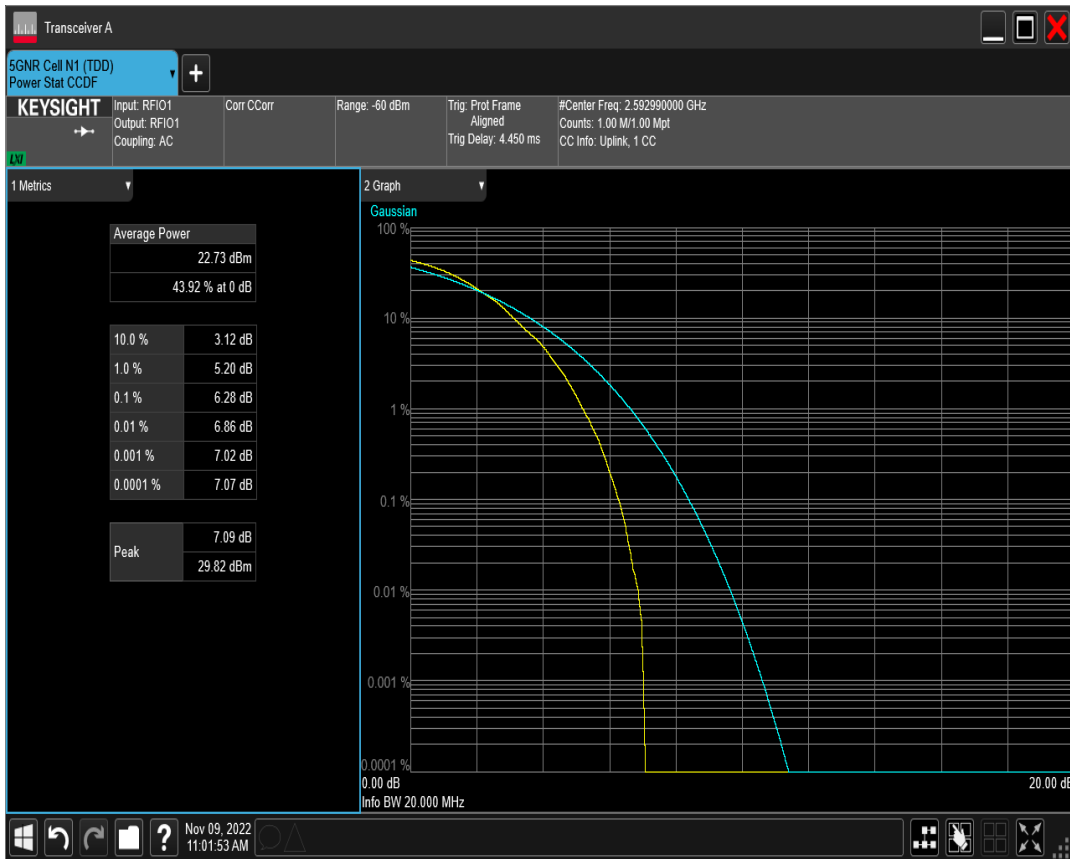 Transceiver A
5GNR Cell N1 (TDD)
Power Stat CCDF
KEYSIGHT
LXI
Input: RFIO1
Output: RFIO1
Coupling: AC
Corr CCorr
Range: -60 dBm
Trig: Prot Frame
Aligned
Trig Delay: 4.450 ms
#Center Freq: 2.592990000 GHz
Counts: 1.00 M/1.00 Mpt
CC Info: Uplink, 1 CC
1 Metrics
Average Power
22.73 dBm
43.92 % at 0 dB
10.0 % 3.12 dB
1.0 % 5.20 dB
0.1 % 6.28 dB
0.01 % 6.86 dB
0.001 % 7.02 dB
0.0001 % 7.07 dB
Peak 7.09 dB
29.82 dBm
2 Graph
Gaussian
100 %
10 %
1 %
0.1 %
0.01 %
0.001 %
0.0001 %
0.00 dB 20.00 dB
Info BW 20.000 MHz
? Nov 09, 2022
11:01:53 AM